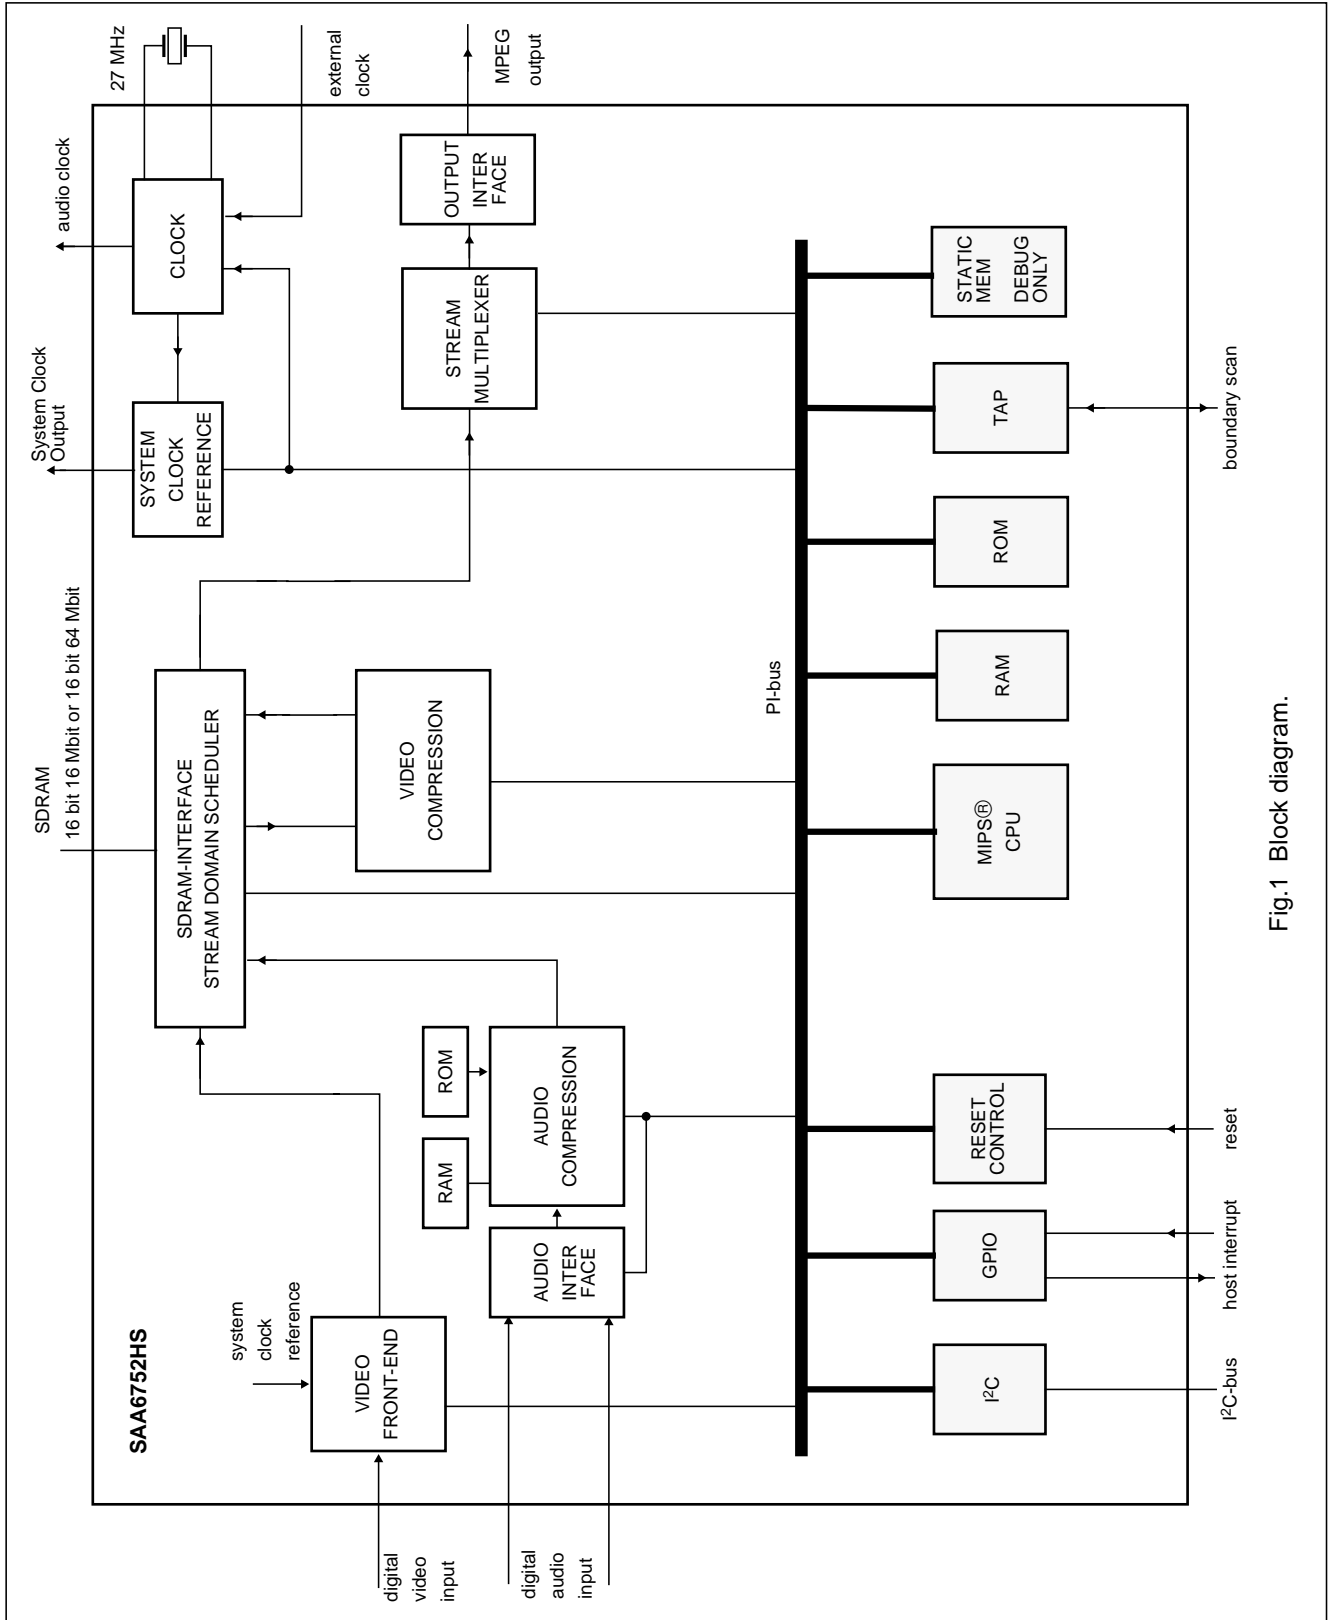 SAA6752HS
SDRAM
16 bit 16 Mbit or 16 bit 64 Mbit
System Clock
Output
audio clock
27 MHz
external
clock
SDRAM-INTERFACE
STREAM DOMAIN SCHEDULER
SYSTEM
CLOCK
REFERENCE
CLOCK
system
clock
reference
VIDEO
FRONT-END
digital
video
input
RAM
ROM
VIDEO
COMPRESSION
STREAM
MULTIPLEXER
OUTPUT
INTER
FACE
MPEG
output
digital
audio
input
AUDIO
INTER
FACE
AUDIO
COMPRESSION
PI-bus
I2C
GPIO
RESET
CONTROL
MIPS®
CPU
RAM
ROM
TAP
STATIC
MEM
DEBUG
ONLY
I2C-bus
host interrupt
reset
boundary scan
Fig.1 Block diagram.